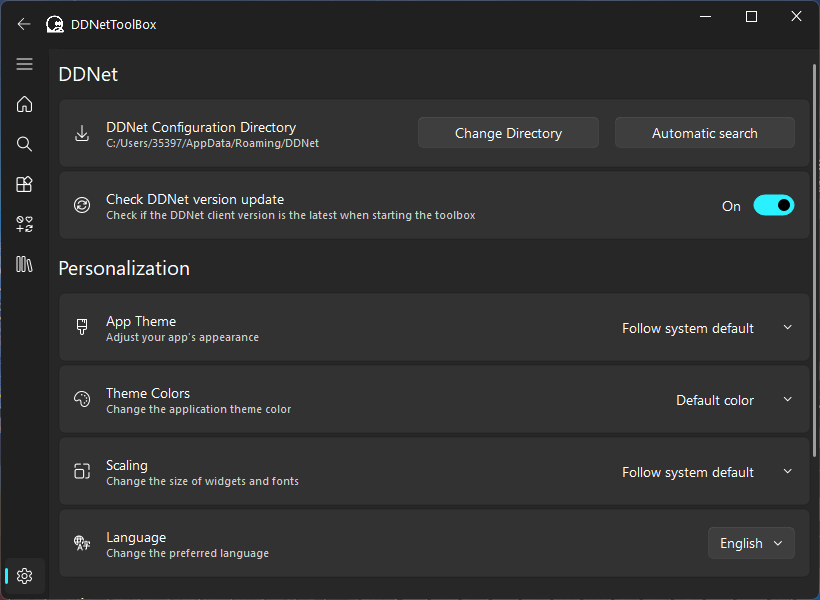 DDNetToolBox
DDNet
DDNet Configuration Directory
C:/Users/35397/AppData/Roaming/DDNet
Change Directory
Automatic search
Check DDNet version update
Check if the DDNet client version is the latest when starting the toolbox
On
Personalization
App Theme
Adjust your app's appearance
Follow system default
Theme Colors
Change the application theme color
Default color
Scaling
Change the size of widgets and fonts
Follow system default
Language
Change the preferred language
English